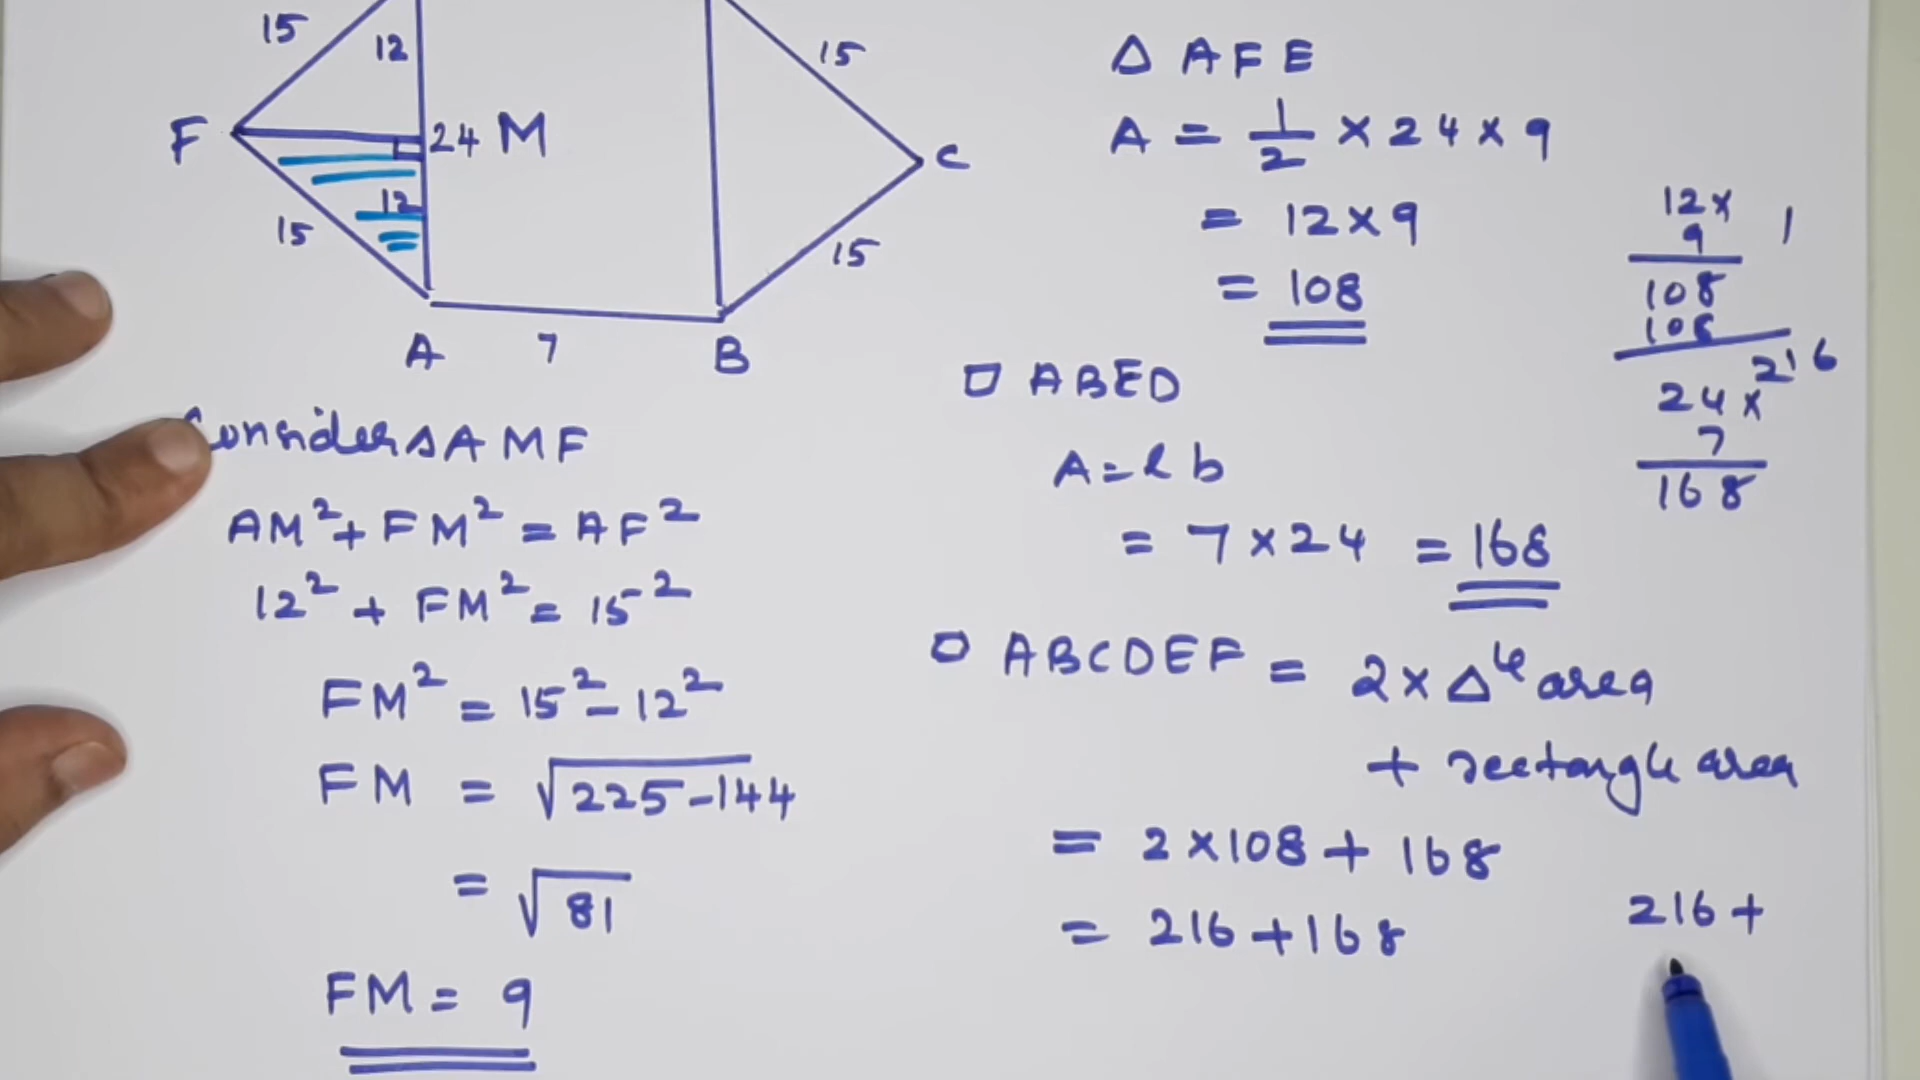 15
12
15
F
24 M
C
12
15
15
A 7 B
Consider △AMF
AM² + FM² = AF²
12² + FM² = 15²
FM² = 15² - 12²
FM = √225-144
= √81
FM = 9
△ AFE
A = 1/2 × 24 × 9
= 12 × 9
= 108
□ ABED
A = l b
= 7 × 24 = 168
□ ABCDEF = 2 × △le area
+ rectangle area
= 2 × 108 + 168
= 216 + 168
12 ×
9
1
108
108
216
24 ×
7
168
216 +